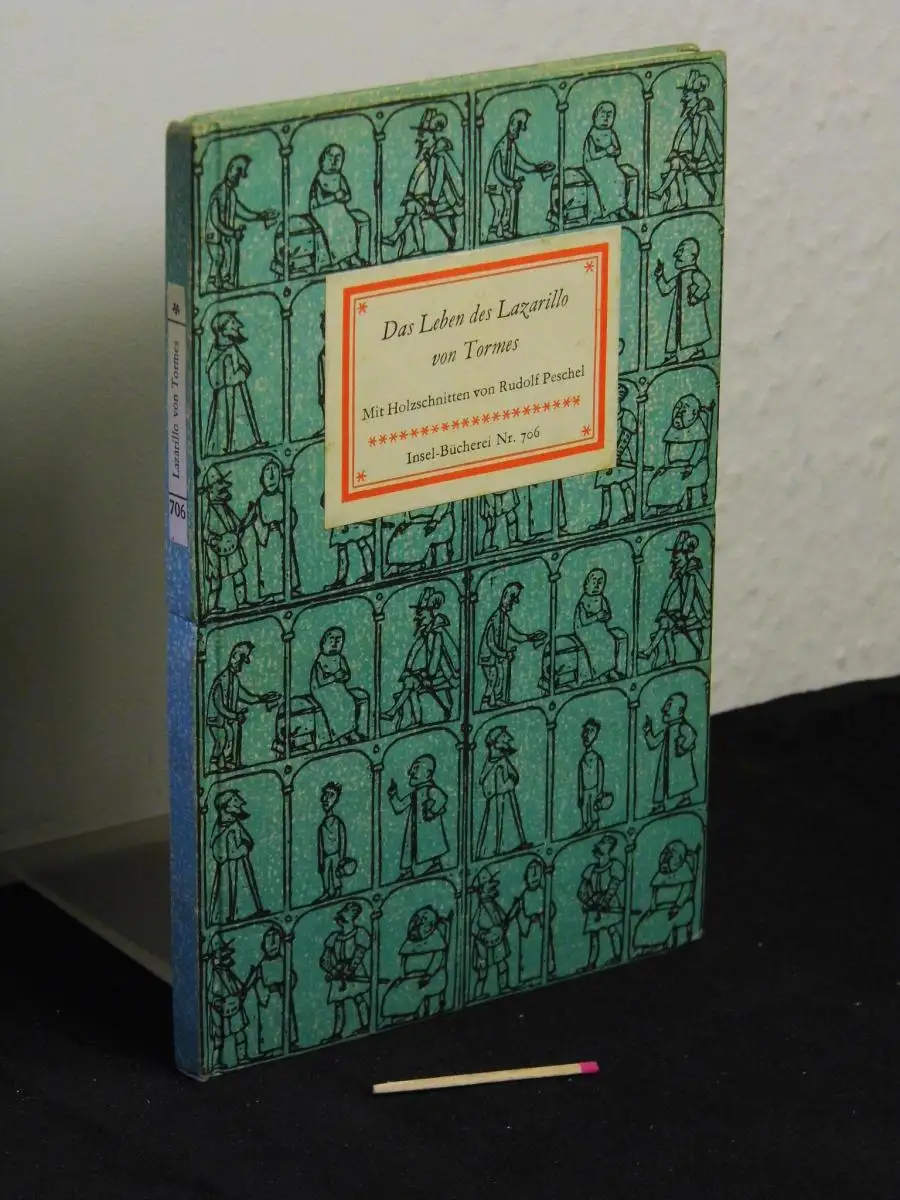 Das Leben des Lazarillo
von Tormes
Mit Holzschnitten von Rudolf Peschel
Insel-Bücherei Nr. 706
Lazarillo von Tormes
706